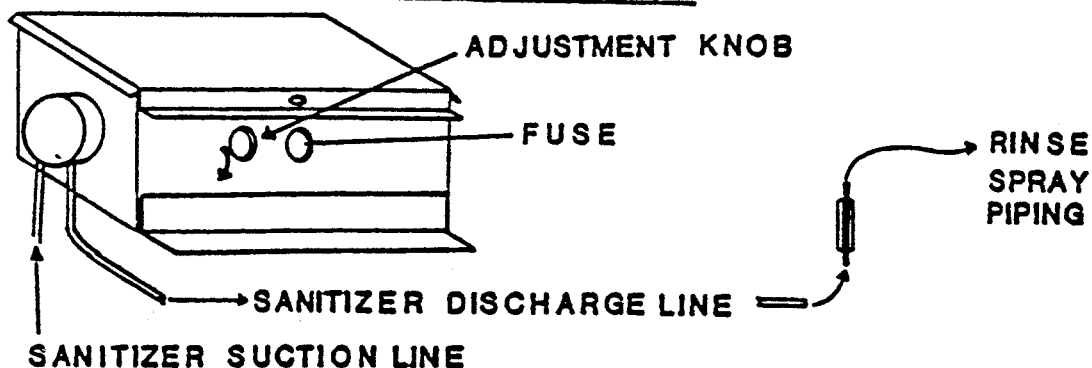 ADJUSTMENT KNOB
FUSE
RINSE
SPRAY
PIPING
SANITIZER DISCHARGE LINE
SANITIZER SUCTION LINE